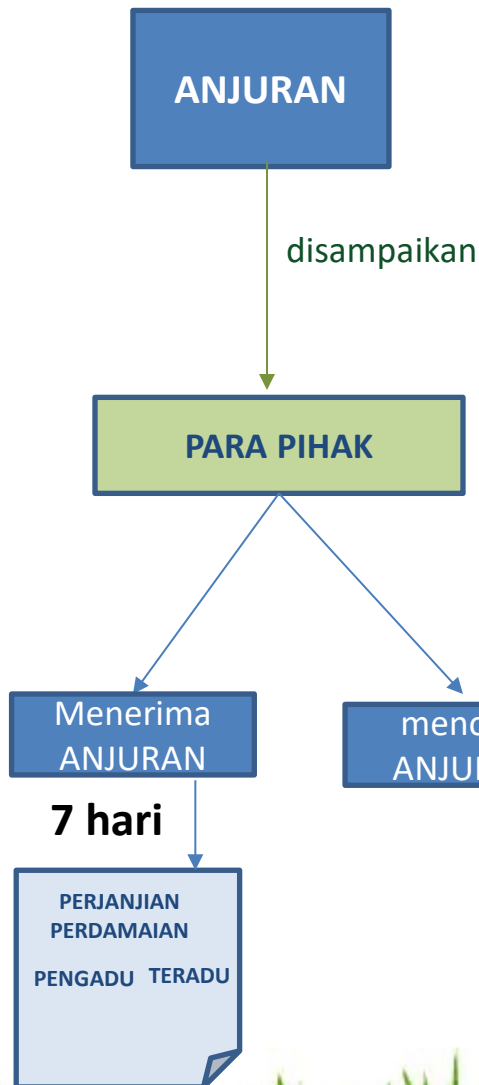 ANJURAN
disampaikan
PARA PIHAK
Menerima
ANJURAN
7 hari
PERJANJIAN
PERDAMAIAN
PENGADU TERADU